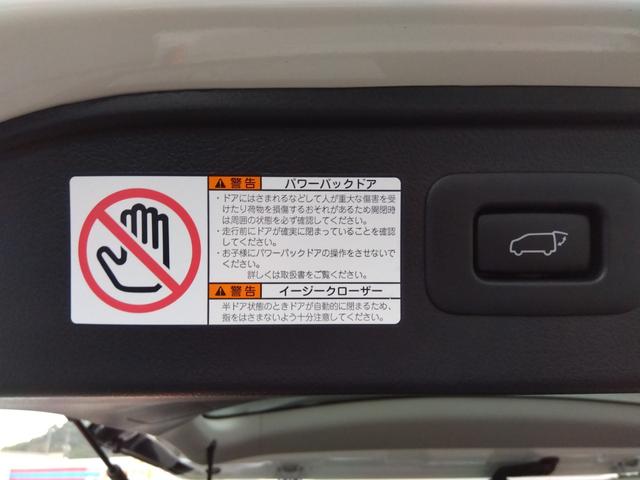 警告 パワーバックドア
・ドアにはさまれるなどして人が重大な傷害を受
けたり荷物を損傷するおそれがあるため開閉時
は周囲の状態を必ず確認してください。
・走行前にドアが確実に閉まっていることを確認
してください。
・お子様にパワーバックドアの操作をさせないで
ください。
詳しくは取扱書をご覧ください。
警告 イージークローザー
半ドア状態のときドアが自動的に閉まるため、
指をはさまないよう十分注意してください。